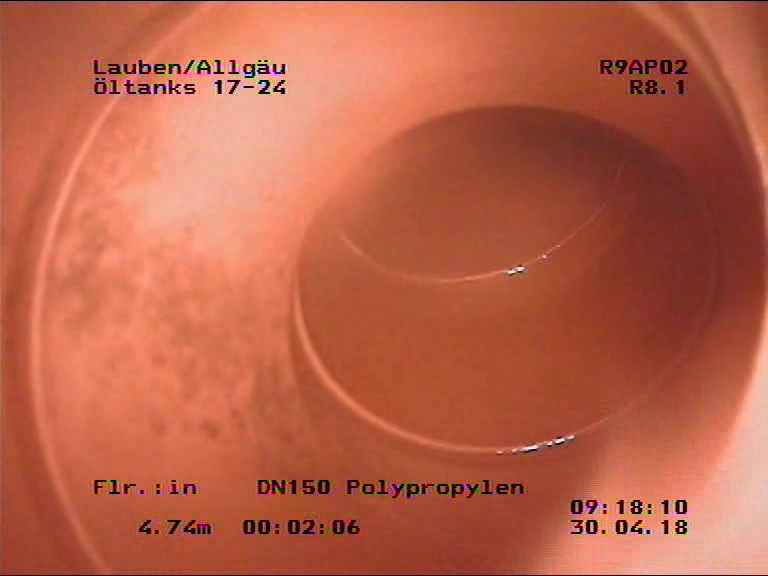 Lauben/Allgäu R9AP02
Öltanks 17-24 R8.1
Flr.:in DN150 Polypropylen
09:18:10
4.74m 00:02:06 30.04.18